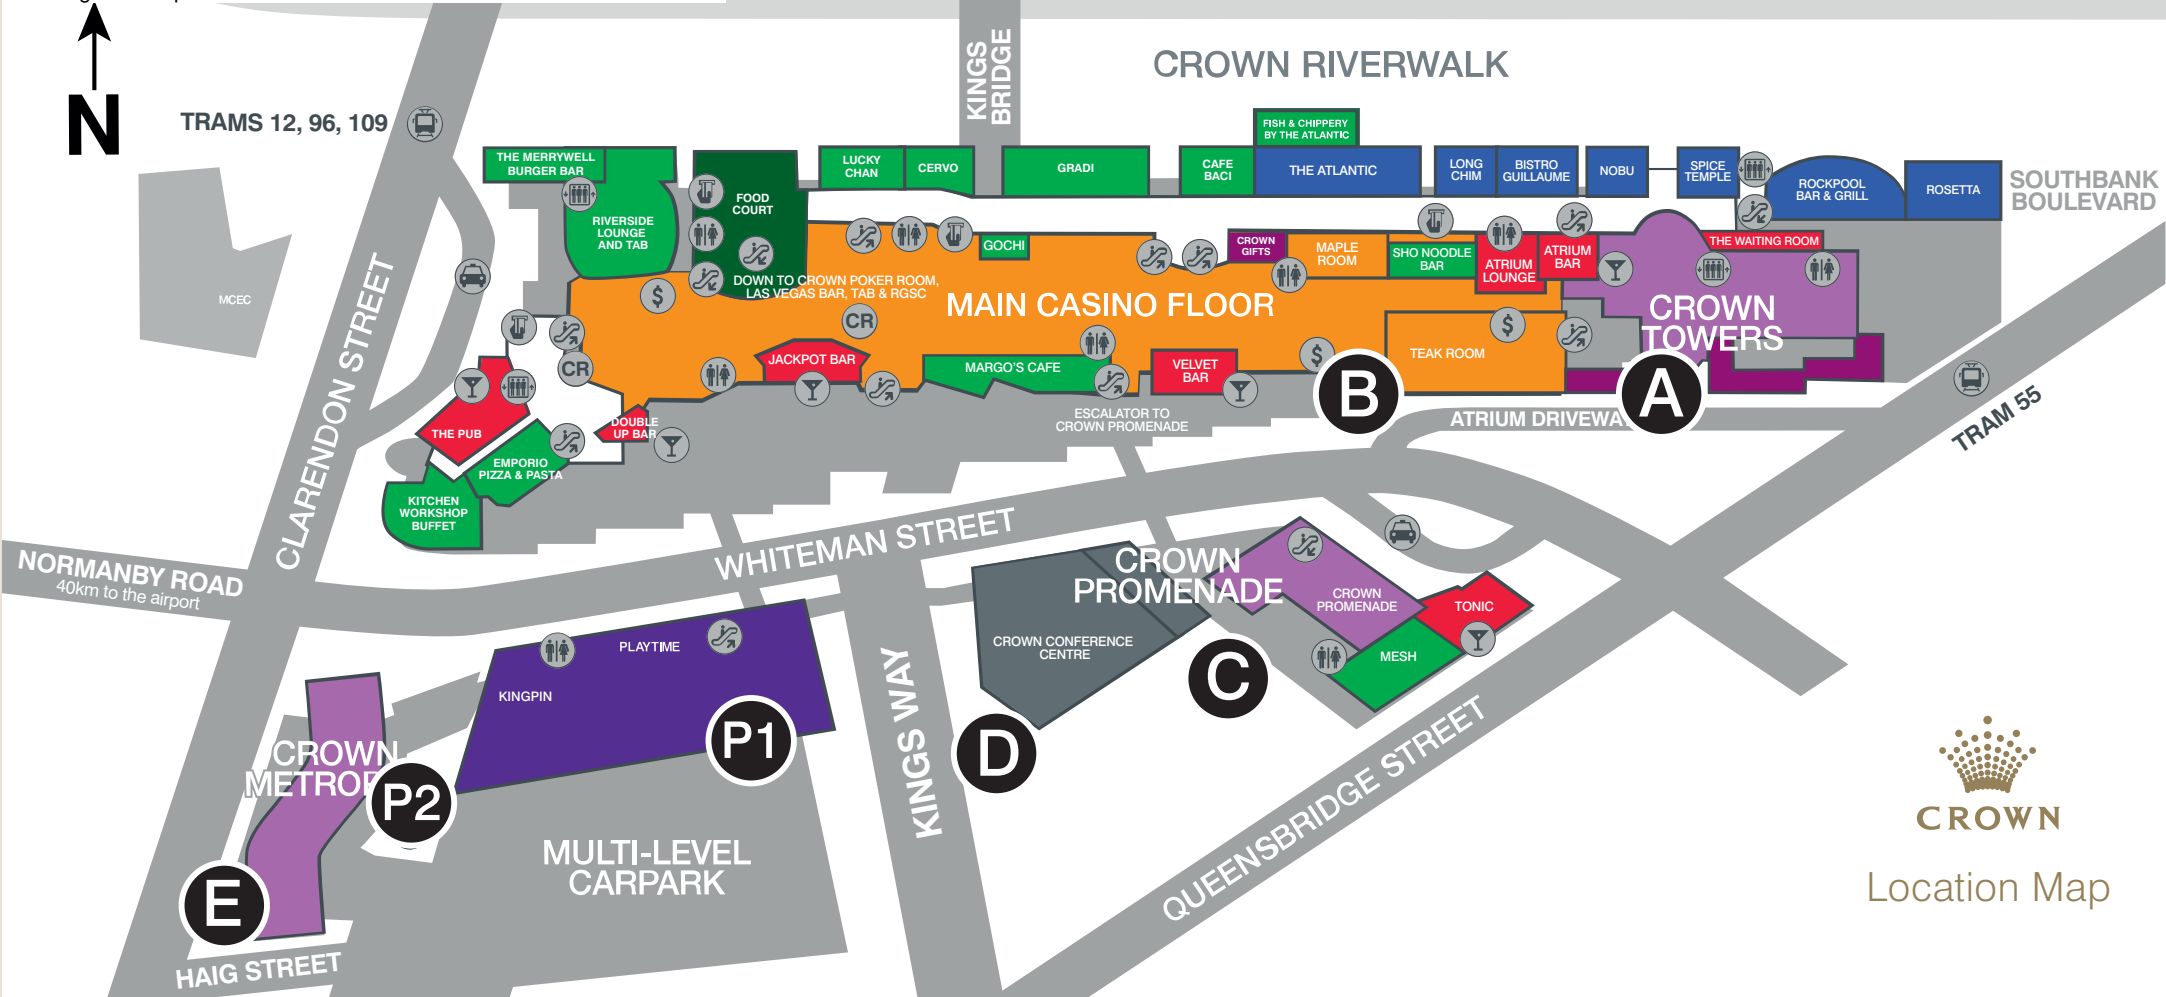 N
TRAMS 12, 96, 109
KINGS
BRIDGE
CROWN RIVERWALK
SOUTHBANK
BOULEVARD
THE MERRYWELL
BURGER BAR
RIVERSIDE
LOUNGE
AND TAB
FOOD
COURT
LUCKY
CHAN
CERVO
GRADI
CAFE
BACI
FISH & CHIPPERY
BY THE ATLANTIC
THE ATLANTIC
LONG
CHIM
BISTRO
GUILLAUME
NOBU
SPICE
TEMPLE
ROCKPOOL
BAR & GRILL
ROSETTA
MCEC
GOCHI
CROWN
GIFTS
MAPLE
ROOM
SHO NOODLE
BAR
ATRIUM
LOUNGE
ATRIUM
BAR
THE WAITING ROOM
DOWN TO CROWN POKER ROOM,
LAS VEGAS BAR, TAB & RGSC
$
MAIN CASINO FLOOR
CR
CR
CROWN
TOWERS
$
$
TEAK ROOM
JACKPOT BAR
MARGO'S CAFE
VELVET
BAR
B
A
ATRIUM DRIVEWA
ESCALATOR TO
CROWN PROMENADE
TRAM 55
THE PUB
DOUBLE
UP BAR
EMPORIO
PIZZA & PASTA
KITCHEN
WORKSHOP
BUFFET
CLARENDON STREET
NORMANBY ROAD
40km to the airport
WHITEMAN STREET
CROWN
PROMENADE
CROWN
PROMENADE
TONIC
MESH
CROWN CONFERENCE
CENTRE
C
D
PLAYTIME
KINGPIN
P1
P2
KINGS WAY
QUEENSBRIDGE STREET
CROWN
METROP
E
MULTI-LEVEL
CARPARK
HAIG STREET
CROWN
Location Map